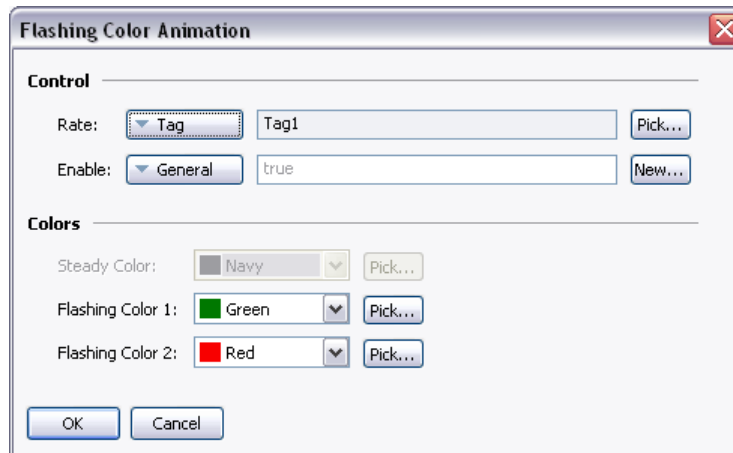 Flashing Color Animation
Control
Rate: Tag Tag1 Pick...
Enable: General true New...
Colors
Steady Color: Navy Pick...
Flashing Color 1: Green Pick...
Flashing Color 2: Red Pick...
OK Cancel